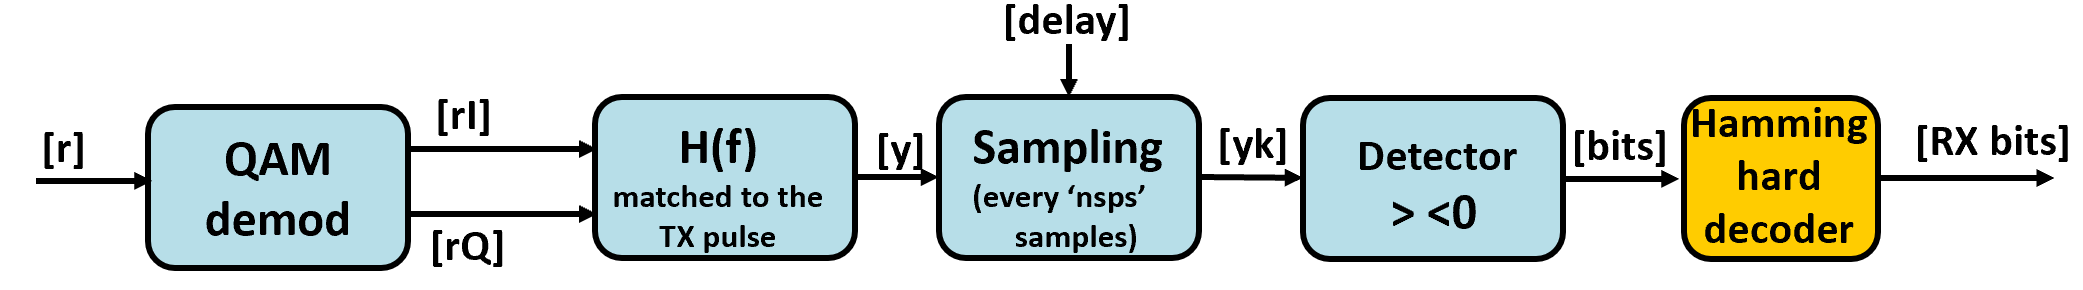 [r]
QAM
demod
[rI]
[rQ]
H(f)
matched to the
TX pulse
[y]
[delay]
Sampling
(every ‘nsps’
samples)
[yk]
Detector
> <0
[bits]
Hamming
hard
decoder
[RX bits]